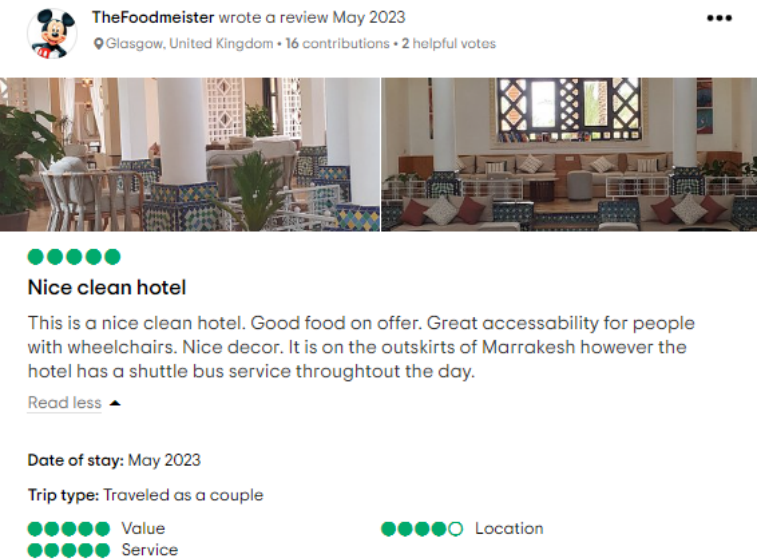 TheFoodmeister wrote a review May 2023
Glasgow, United Kingdom • 16 contributions • 2 helpful votes
Nice clean hotel
This is a nice clean hotel. Good food on offer. Great accessability for people
with wheelchairs. Nice decor. It is on the outskirts of Marrakesh however the
hotel has a shuttle bus service throughtout the day.
Read less
Date of stay: May 2023
Trip type: Traveled as a couple
Value
Location
Service